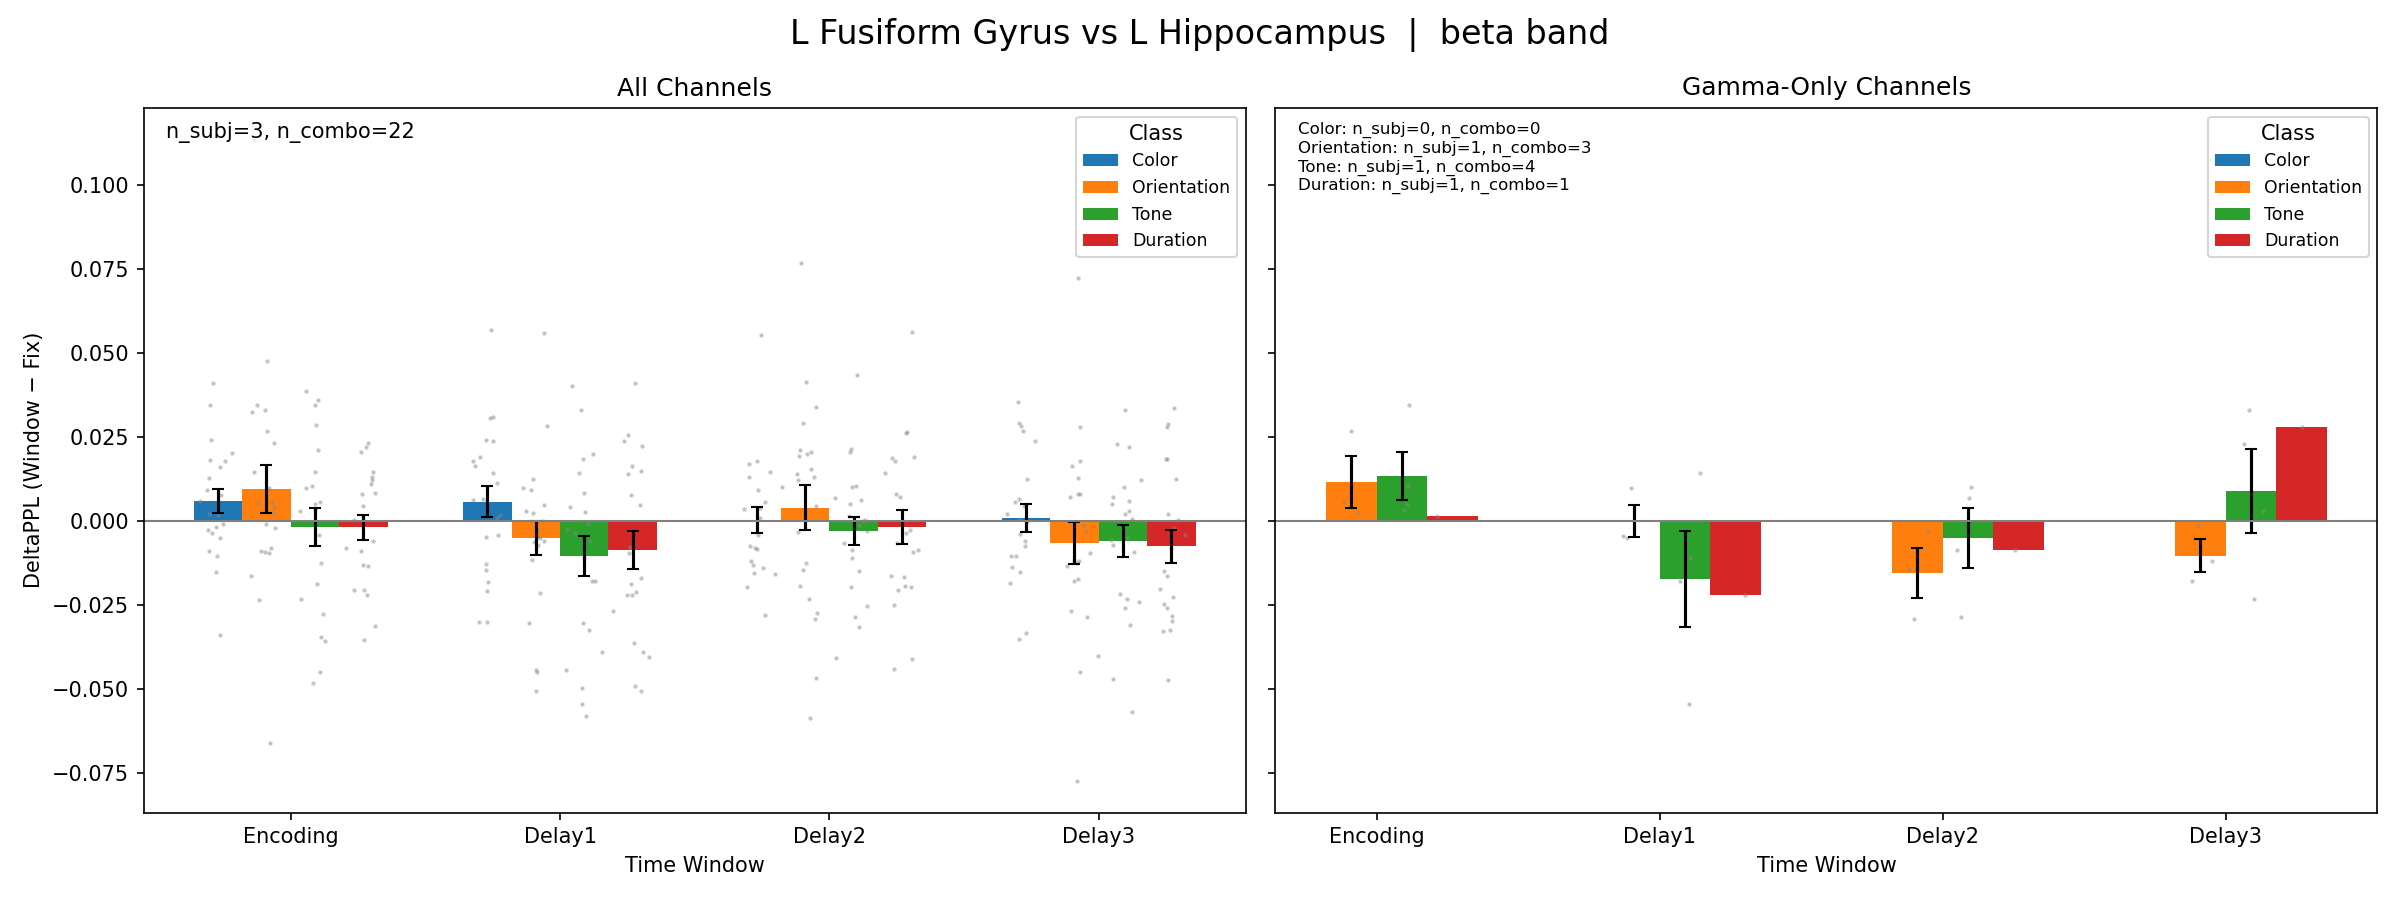 L Fusiform Gyrus vs L Hippocampus | beta band
All Channels
n_subj=3, n_combo=22
Class
Color
Orientation
Tone
Duration
DeltaPPL (Window − Fix)
0.100
0.075
0.050
0.025
0.000
−0.025
−0.050
−0.075
Encoding
Delay1
Delay2
Delay3
Time Window
Gamma-Only Channels
Color: n_subj=0, n_combo=0
Orientation: n_subj=1, n_combo=3
Tone: n_subj=1, n_combo=4
Duration: n_subj=1, n_combo=1
Class
Color
Orientation
Tone
Duration
Encoding
Delay1
Delay2
Delay3
Time Window